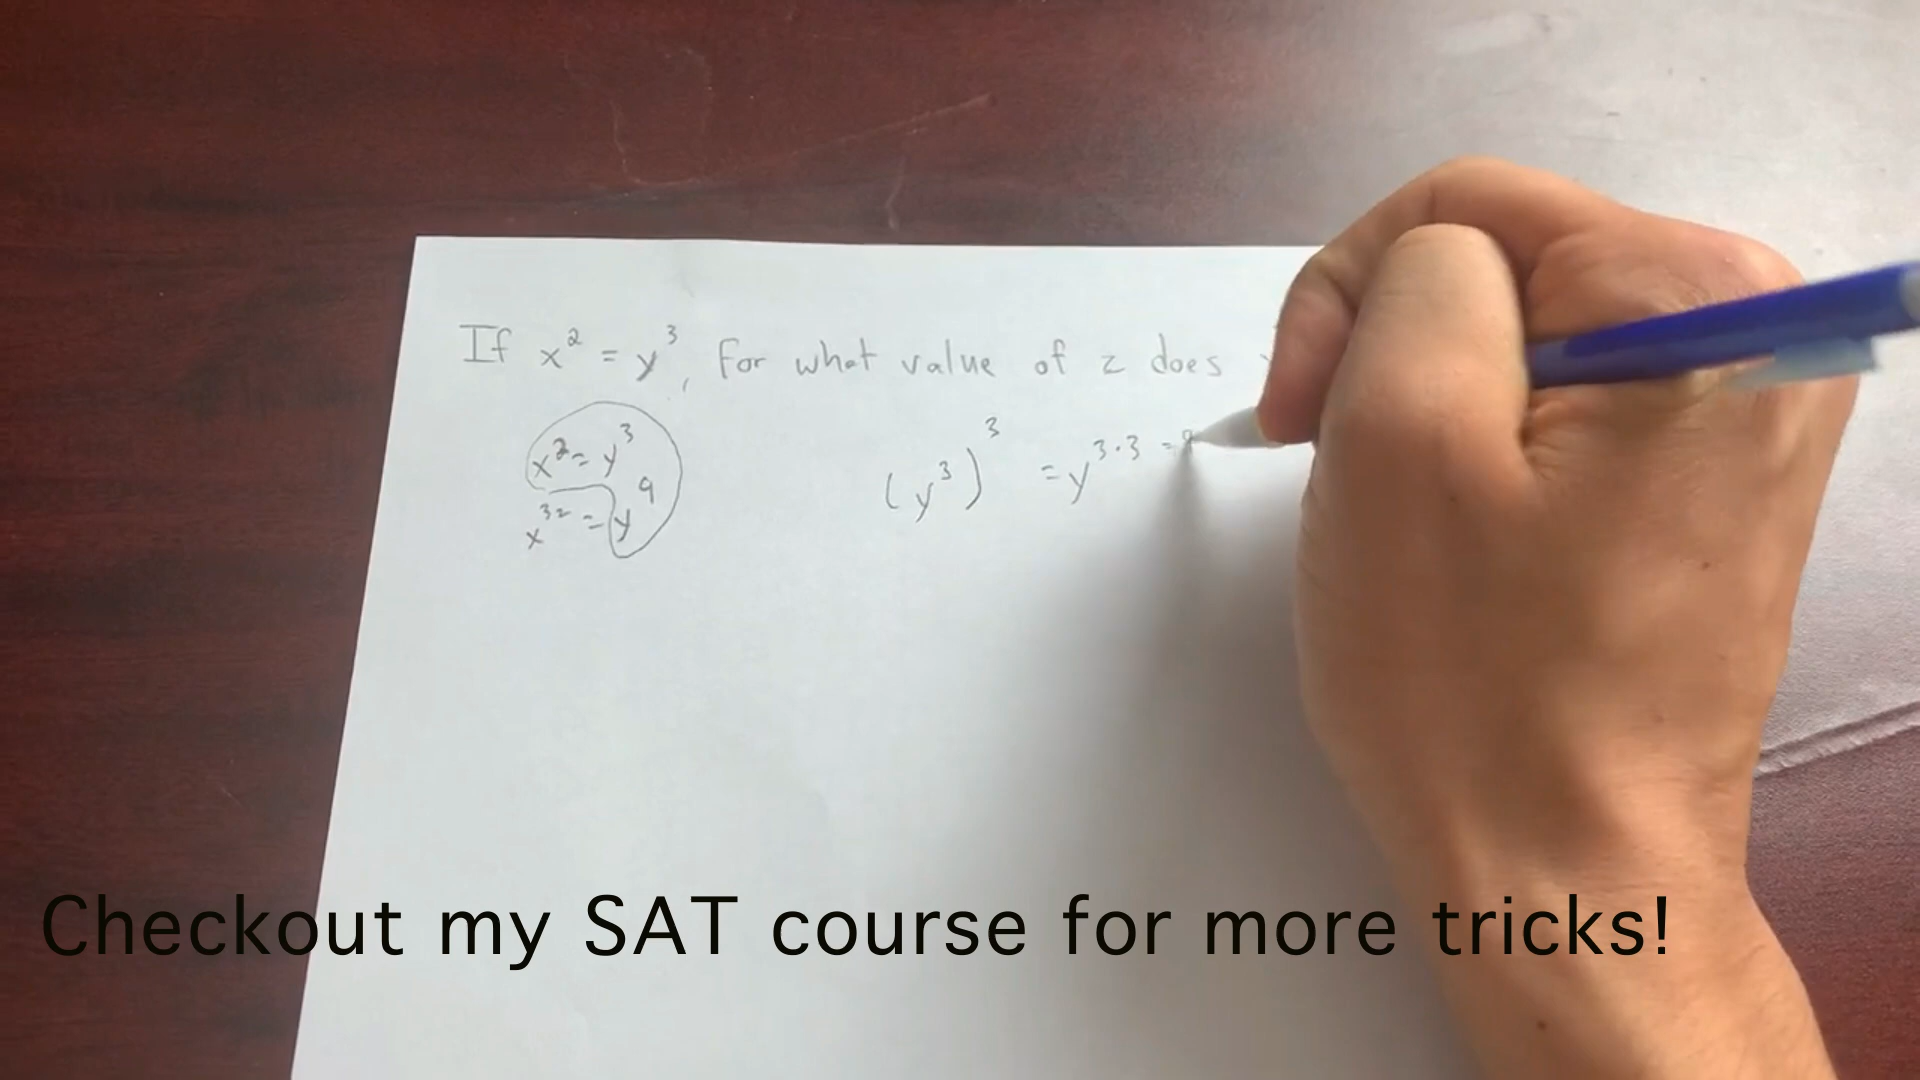 If x² = y³, For what value of z does
x² = y³
x³ᶻ = y⁹
(y³)³ = y³·³ = ⁹
Checkout my SAT course for more tricks!